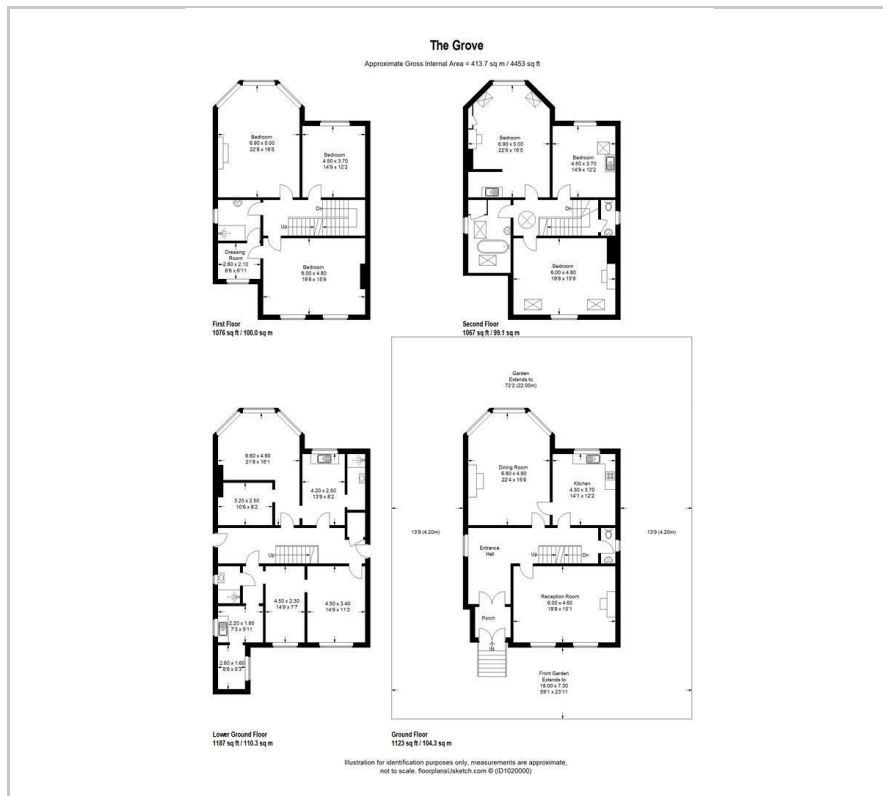 The Grove
Approximate Gross Internal Area = 413.7 sq m / 4453 sq ft
Bedroom
6.90 x 5.00
22'8 x 16'5
Bedroom
4.50 x 3.70
14'9 x 12'2
Dn
Up
Dressing
Room
2.60 x 2.10
8'6 x 6'11
Bedroom
6.00 x 4.80
19'8 x 15'9
First Floor
1076 sq ft / 100.0 sq m
Bedroom
6.90 x 5.00
22'8 x 16'5
Bedroom
4.50 x 3.70
14'9 x 12'2
Dn
Bedroom
6.00 x 4.80
19'8 x 15'9
Second Floor
1067 sq ft / 99.1 sq m
6.60 x 4.90
21'8 x 16'1
4.20 x 2.50
13'9 x 8'2
3.20 x 2.50
10'6 x 8'2
Up
4.50 x 2.30
14'9 x 7'7
4.50 x 3.40
14'9 x 11'2
2.20 x 1.80
7'3 x 5'11
2.60 x 1.60
8'6 x 5'3
Lower Ground Floor
1187 sq ft / 110.3 sq m
Garden
Extends to
72'2 (22.00m)
Dining Room
6.80 x 4.80
22'4 x 15'9
Kitchen
4.30 x 3.70
14'1 x 12'2
13'9 (4.20m)
13'9 (4.20m)
Entrance
Hall
Up
Dn
Reception Room
6.00 x 4.60
19'8 x 15'1
Porch
IN
Front Garden
Extends to
18.00 x 7.30
59'1 x 23'11
Ground Floor
1123 sq ft / 104.3 sq m
Illustration for identification purposes only, measurements are approximate,
not to scale. floorplansUsketch.com © (ID1020000)